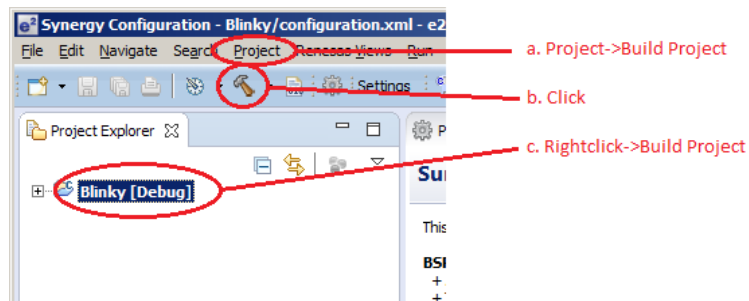 Synergy Configuration - Blinky/configuration.xml - e2
File Edit Navigate Search Project Renesas Views Run
a. Project->Build Project
Settings
b. Click
Project Explorer
c. Rightclick->Build Project
Blinky [Debug]
This
+
+